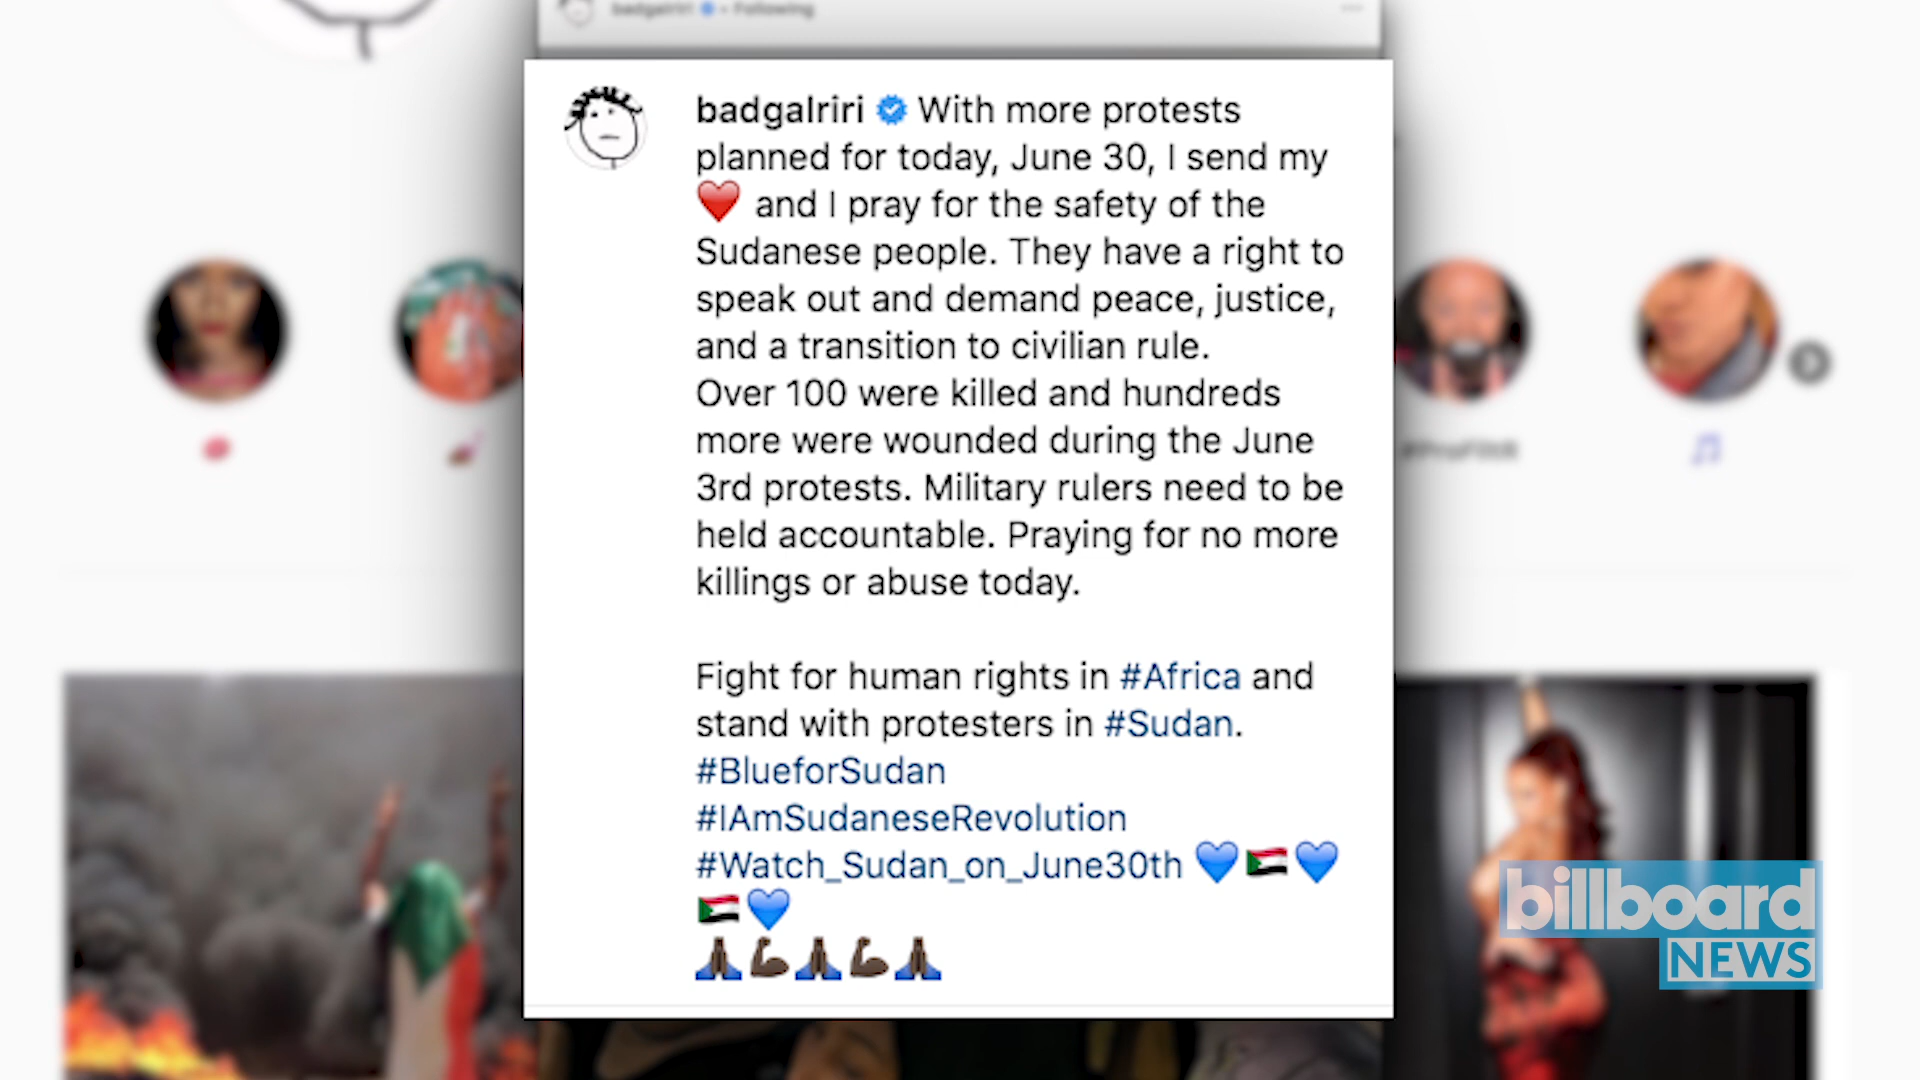 badgalriri • Following
badgalriri With more protests
planned for today, June 30, I send my
❤️ and I pray for the safety of the
Sudanese people. They have a right to
speak out and demand peace, justice,
and a transition to civilian rule.
Over 100 were killed and hundreds
more were wounded during the June
3rd protests. Military rulers need to be
held accountable. Praying for no more
killings or abuse today.
Fight for human rights in #Africa and
stand with protesters in #Sudan.
#BlueforSudan
#IAmSudaneseRevolution
#Watch_Sudan_on_June30th 💙🇸🇩💙
🇸🇩💙
🙏🏿💪🏿🙏🏿💪🏿🙏🏿
billboard
NEWS